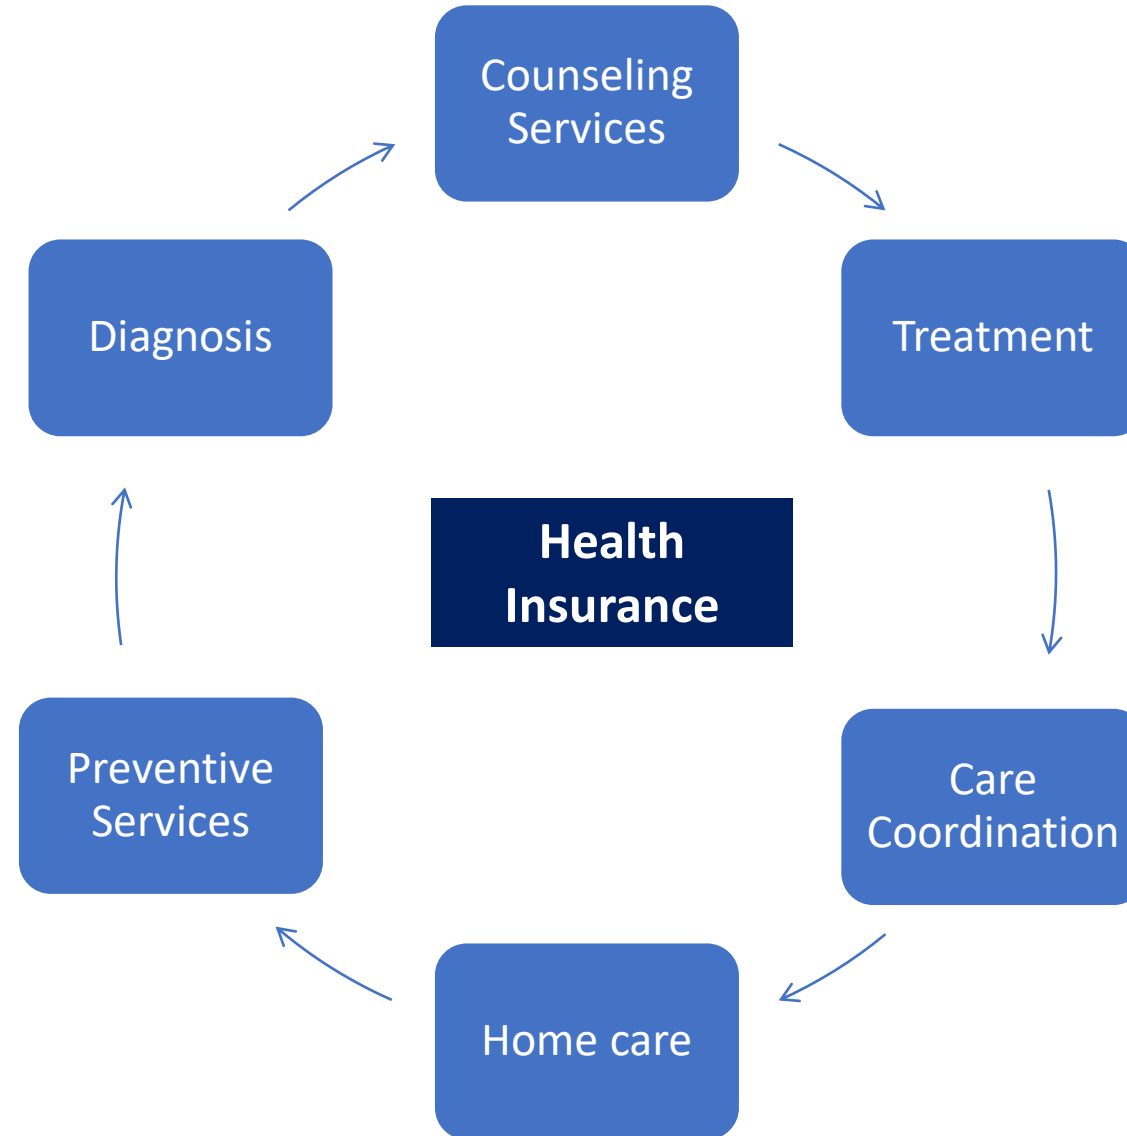 Counseling
Services
Diagnosis
Treatment
Health
Insurance
Preventive
Services
Care
Coordination
Home care